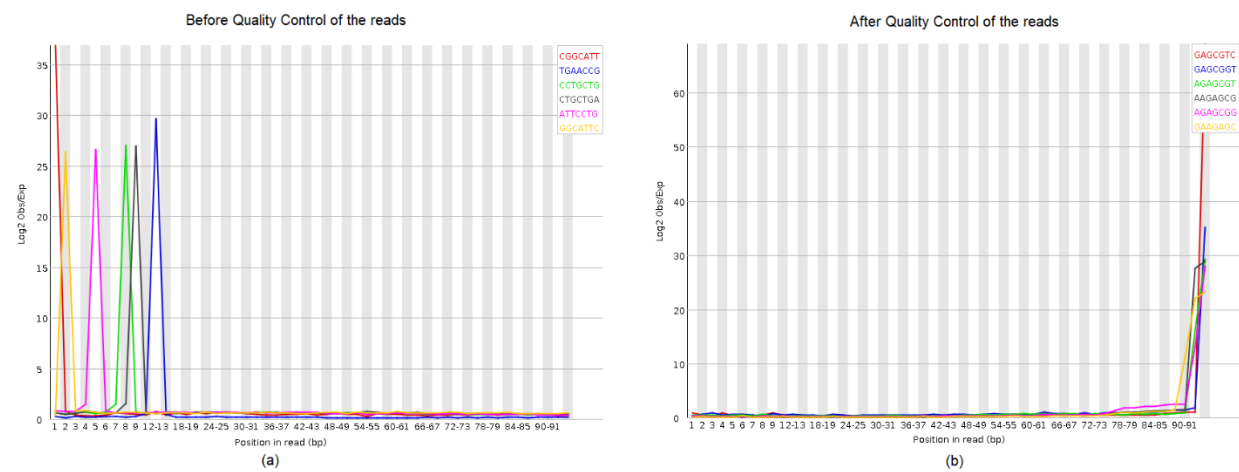 Before Quality Control of the reads
35
30
25
20
15
10
5
0
Log2 Obs/Exp
CGGCATT
TGAACCG
CCTGCTG
CTGCTGA
ATTCCTG
GGCATTC
1 2 3 4 5 6 7 8 9 12-13 18-19 24-25 30-31 36-37 42-43 48-49 54-55 60-61 66-67 72-73 78-79 84-85 90-91
Position in read (bp)
(a)
After Quality Control of the reads
60
50
40
30
20
10
0
Log2 Obs/Exp
GAGCGTC
GAGCGGT
AGAGCGT
AAGAGCG
AGAGCGG
GAAGAGC
1 2 3 4 5 6 7 8 9 12-13 18-19 24-25 30-31 36-37 42-43 48-49 54-55 60-61 66-67 72-73 78-79 84-85 90-91
Position in read (bp)
(b)